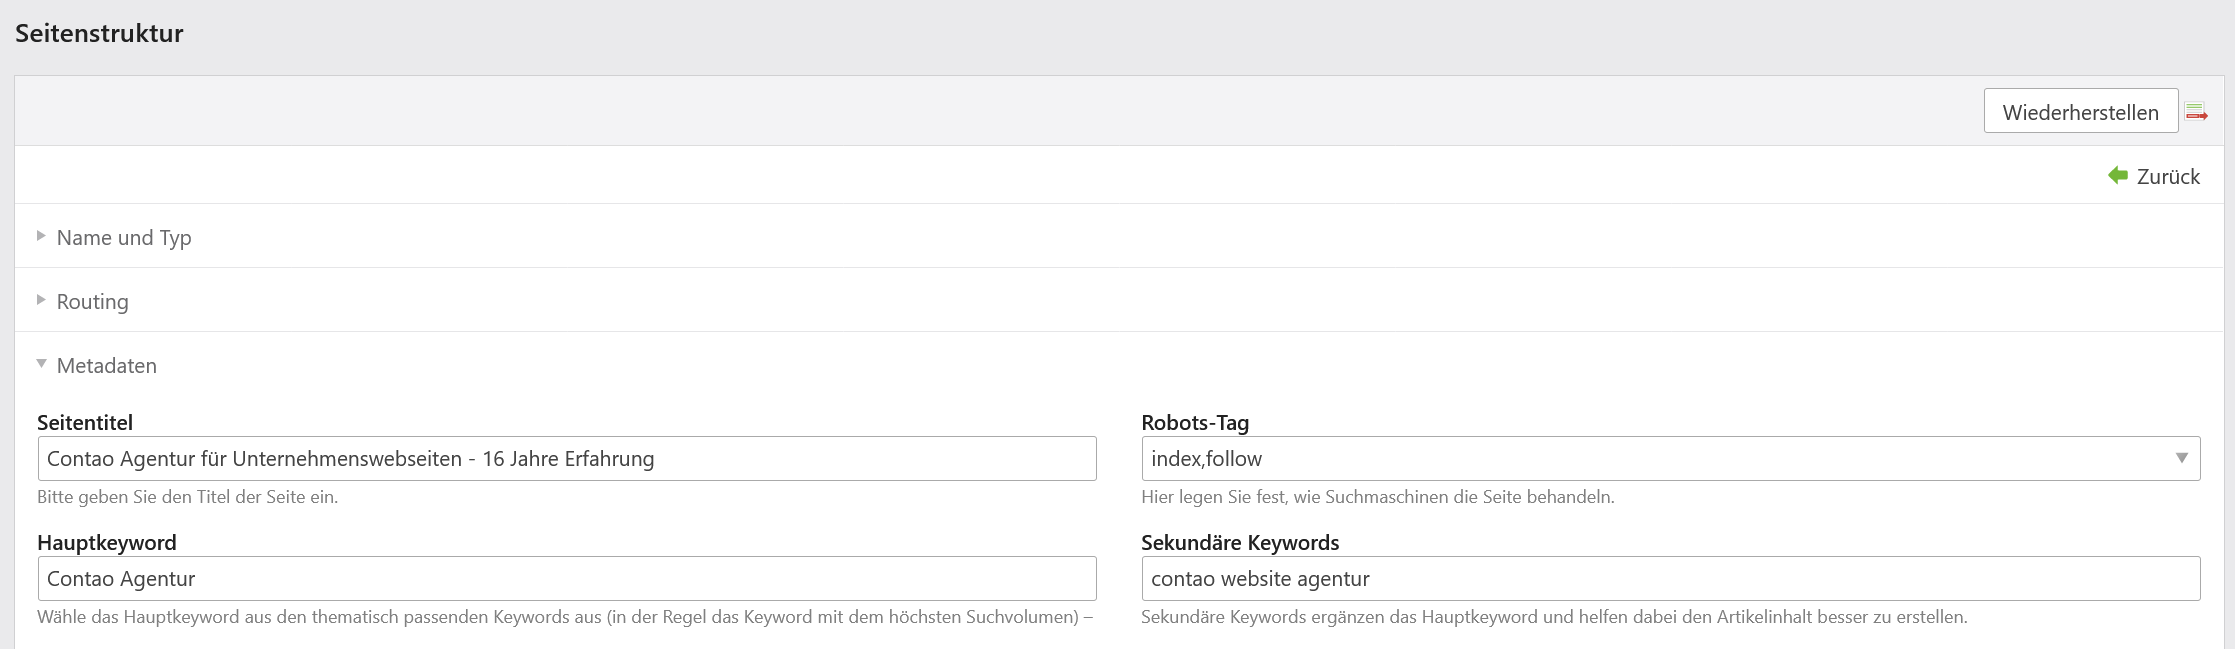 Seitenstruktur
Wiederherstellen
Zurück
Name und Typ
Routing
Metadaten
Seitentitel
Contao Agentur für Unternehmenswebseiten - 16 Jahre Erfahrung
Bitte geben Sie den Titel der Seite ein.
Robots-Tag
index,follow
Hier legen Sie fest, wie Suchmaschinen die Seite behandeln.
Hauptkeyword
Contao Agentur
Wähle das Hauptkeyword aus den thematisch passenden Keywords aus (in der Regel das Keyword mit dem höchsten Suchvolumen) –
Sekundäre Keywords
contao website agentur
Sekundäre Keywords ergänzen das Hauptkeyword und helfen dabei den Artikelinhalt besser zu erstellen.